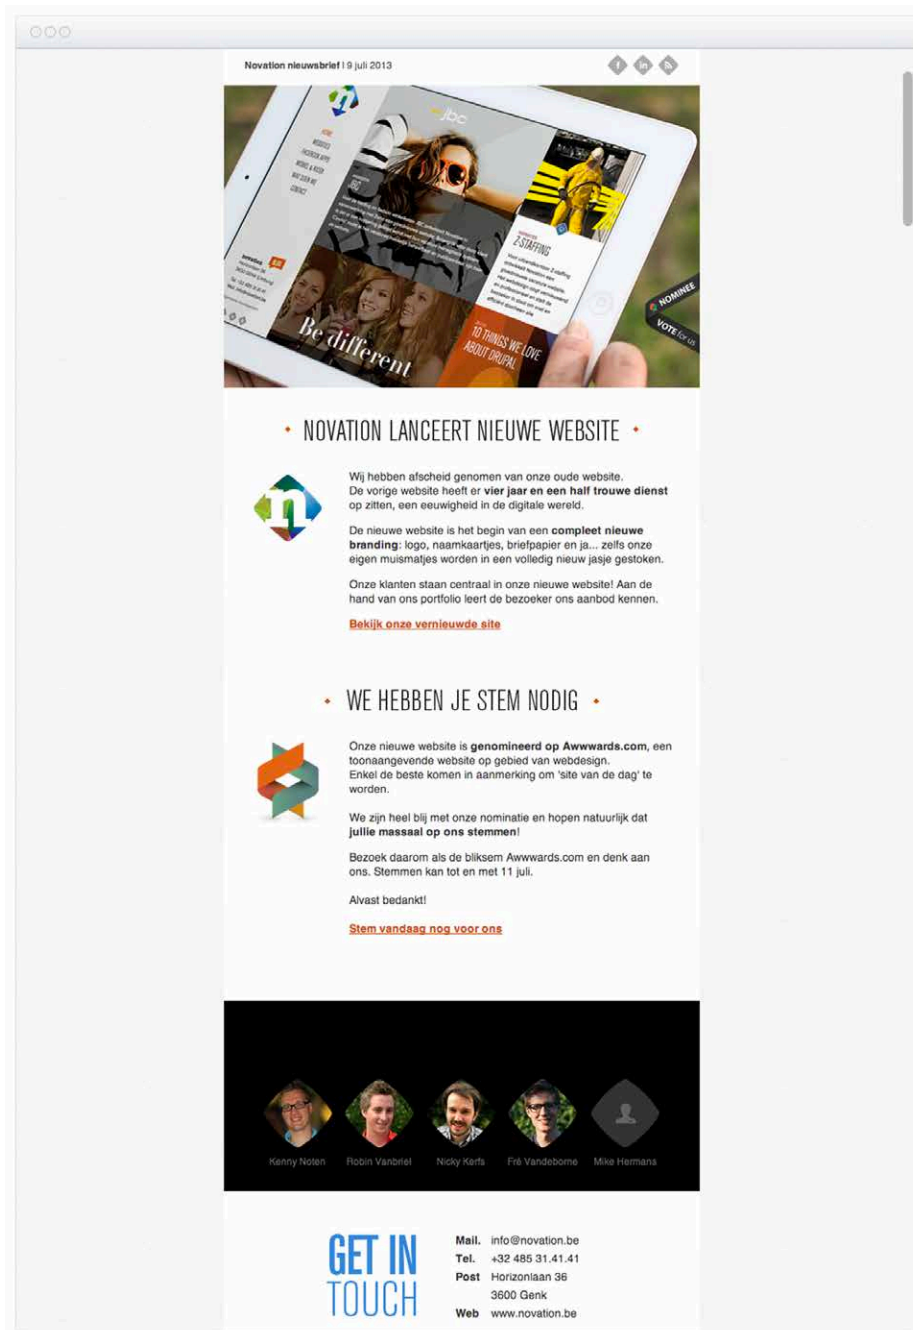 Novation nieuwsbrief | 9 juli 2013
f
in
n
jbc
HOME
WEBSITES
FACEBOOK APPS
WAT DOEN WE
CONTACT
Z-STAFFING
Be different
10 THINGS WE LOVE
ABOUT DRUPAL
NOMINEE
VOTE for us
NOVATION LANCEERT NIEUWE WEBSITE
n
Wij hebben afscheid genomen van onze oude website.
De vorige website heeft er vier jaar en een half trouwe dienst
op zitten, een eeuwigheid in de digitale wereld.
De nieuwe website is het begin van een compleet nieuwe
branding: logo, naamkaartjes, briefpapier en ja... zelfs onze
eigen muismatjes worden in een volledig nieuw jasje gestoken.
Onze klanten staan centraal in onze nieuwe website! Aan de
hand van ons portfolio leert de bezoeker ons aanbod kennen.
Bekijk onze vernieuwde site
WE HEBBEN JE STEM NODIG
Onze nieuwe website is genomineerd op Awwwards.com, een
toonaangevende website op gebied van webdesign.
Enkel de beste komen in aanmerking om 'site van de dag' te
worden.
We zijn heel blij met onze nominatie en hopen natuurlijk dat
jullie massaal op ons stemmen!
Bezoek daarom als de bliksem Awwwards.com en denk aan
ons. Stemmen kan tot en met 11 juli.
Alvast bedankt!
Stem vandaag nog voor ons
Kenny Noten Robin Vanbriel Nicky Kerfs Fré Vandeborne Mike Hermans
GET IN
TOUCH
Mail. info@novation.be
Tel. +32 485 31.41.41
Post Horizonlaan 36
3600 Genk
Web www.novation.be